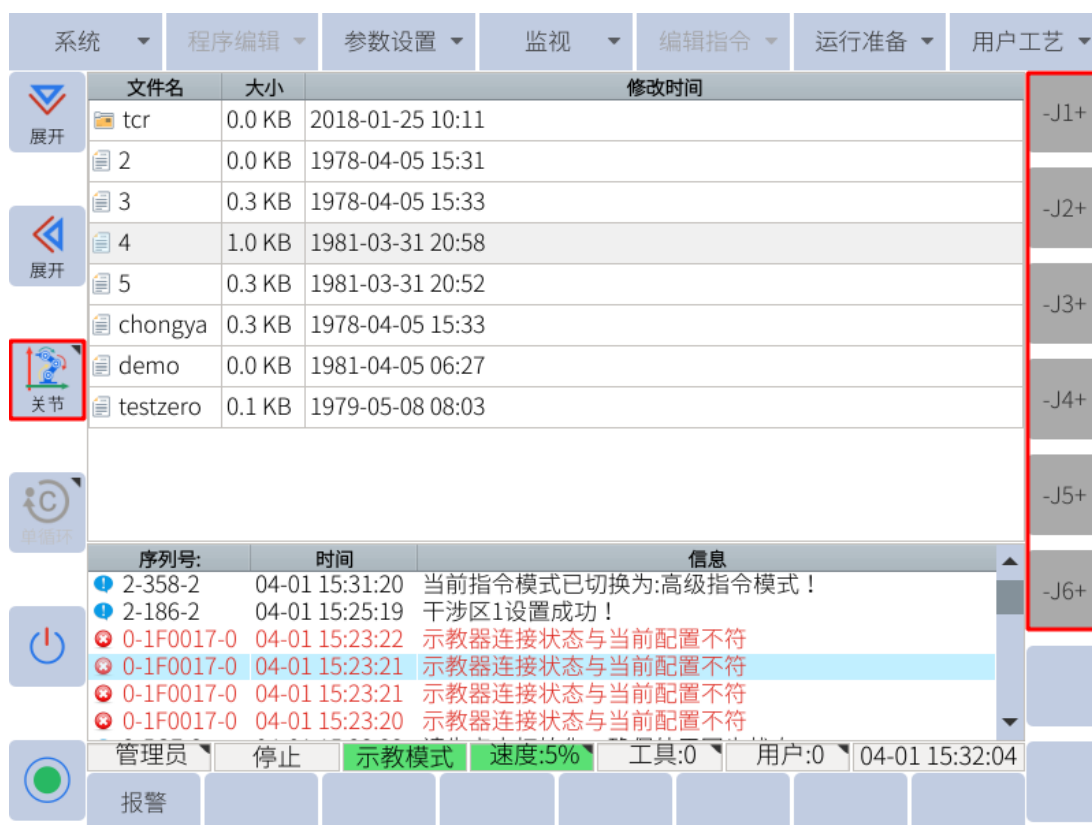 系统 程序编辑 参数设置 监视 编辑指令 运行准备 用户工艺
展开
展开
关节
单循环
文件名 大小 修改时间
tcr 0.0 KB 2018-01-25 10:11
2 0.0 KB 1978-04-05 15:31
3 0.3 KB 1978-04-05 15:33
4 1.0 KB 1981-03-31 20:58
5 0.3 KB 1981-03-31 20:52
chongya 0.3 KB 1978-04-05 15:33
demo 0.0 KB 1981-04-05 06:27
testzero 0.1 KB 1979-05-08 08:03
序列号: 时间 信息
2-358-2 04-01 15:31:20 当前指令模式已切换为:高级指令模式！
2-186-2 04-01 15:25:19 干涉区1设置成功！
0-1F0017-0 04-01 15:23:22 示教器连接状态与当前配置不符
0-1F0017-0 04-01 15:23:21 示教器连接状态与当前配置不符
0-1F0017-0 04-01 15:23:21 示教器连接状态与当前配置不符
0-1F0017-0 04-01 15:23:20 示教器连接状态与当前配置不符
管理员 停止 示教模式 速度:5% 工具:0 用户:0 04-01 15:32:04
报警
-J1+
-J2+
-J3+
-J4+
-J5+
-J6+